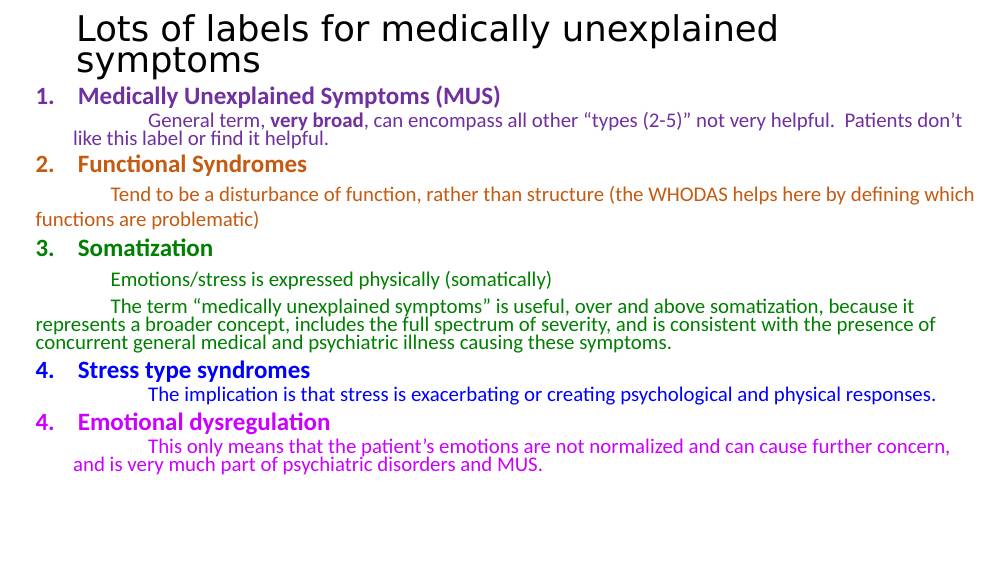 Lots of labels for medically unexplained
symptoms
1. Medically Unexplained Symptoms (MUS)
General term, very broad, can encompass all other “types (2-5)” not very helpful.  Patients don’t
like this label or find it helpful.
2. Functional Syndromes
Tend to be a disturbance of function, rather than structure (the WHODAS helps here by defining which
functions are problematic)
3. Somatization
Emotions/stress is expressed physically (somatically)
The term “medically unexplained symptoms” is useful, over and above somatization, because it
represents a broader concept, includes the full spectrum of severity, and is consistent with the presence of
concurrent general medical and psychiatric illness causing these symptoms.
4. Stress type syndromes
The implication is that stress is exacerbating or creating psychological and physical responses.
4. Emotional dysregulation
This only means that the patient’s emotions are not normalized and can cause further concern,
and is very much part of psychiatric disorders and MUS.